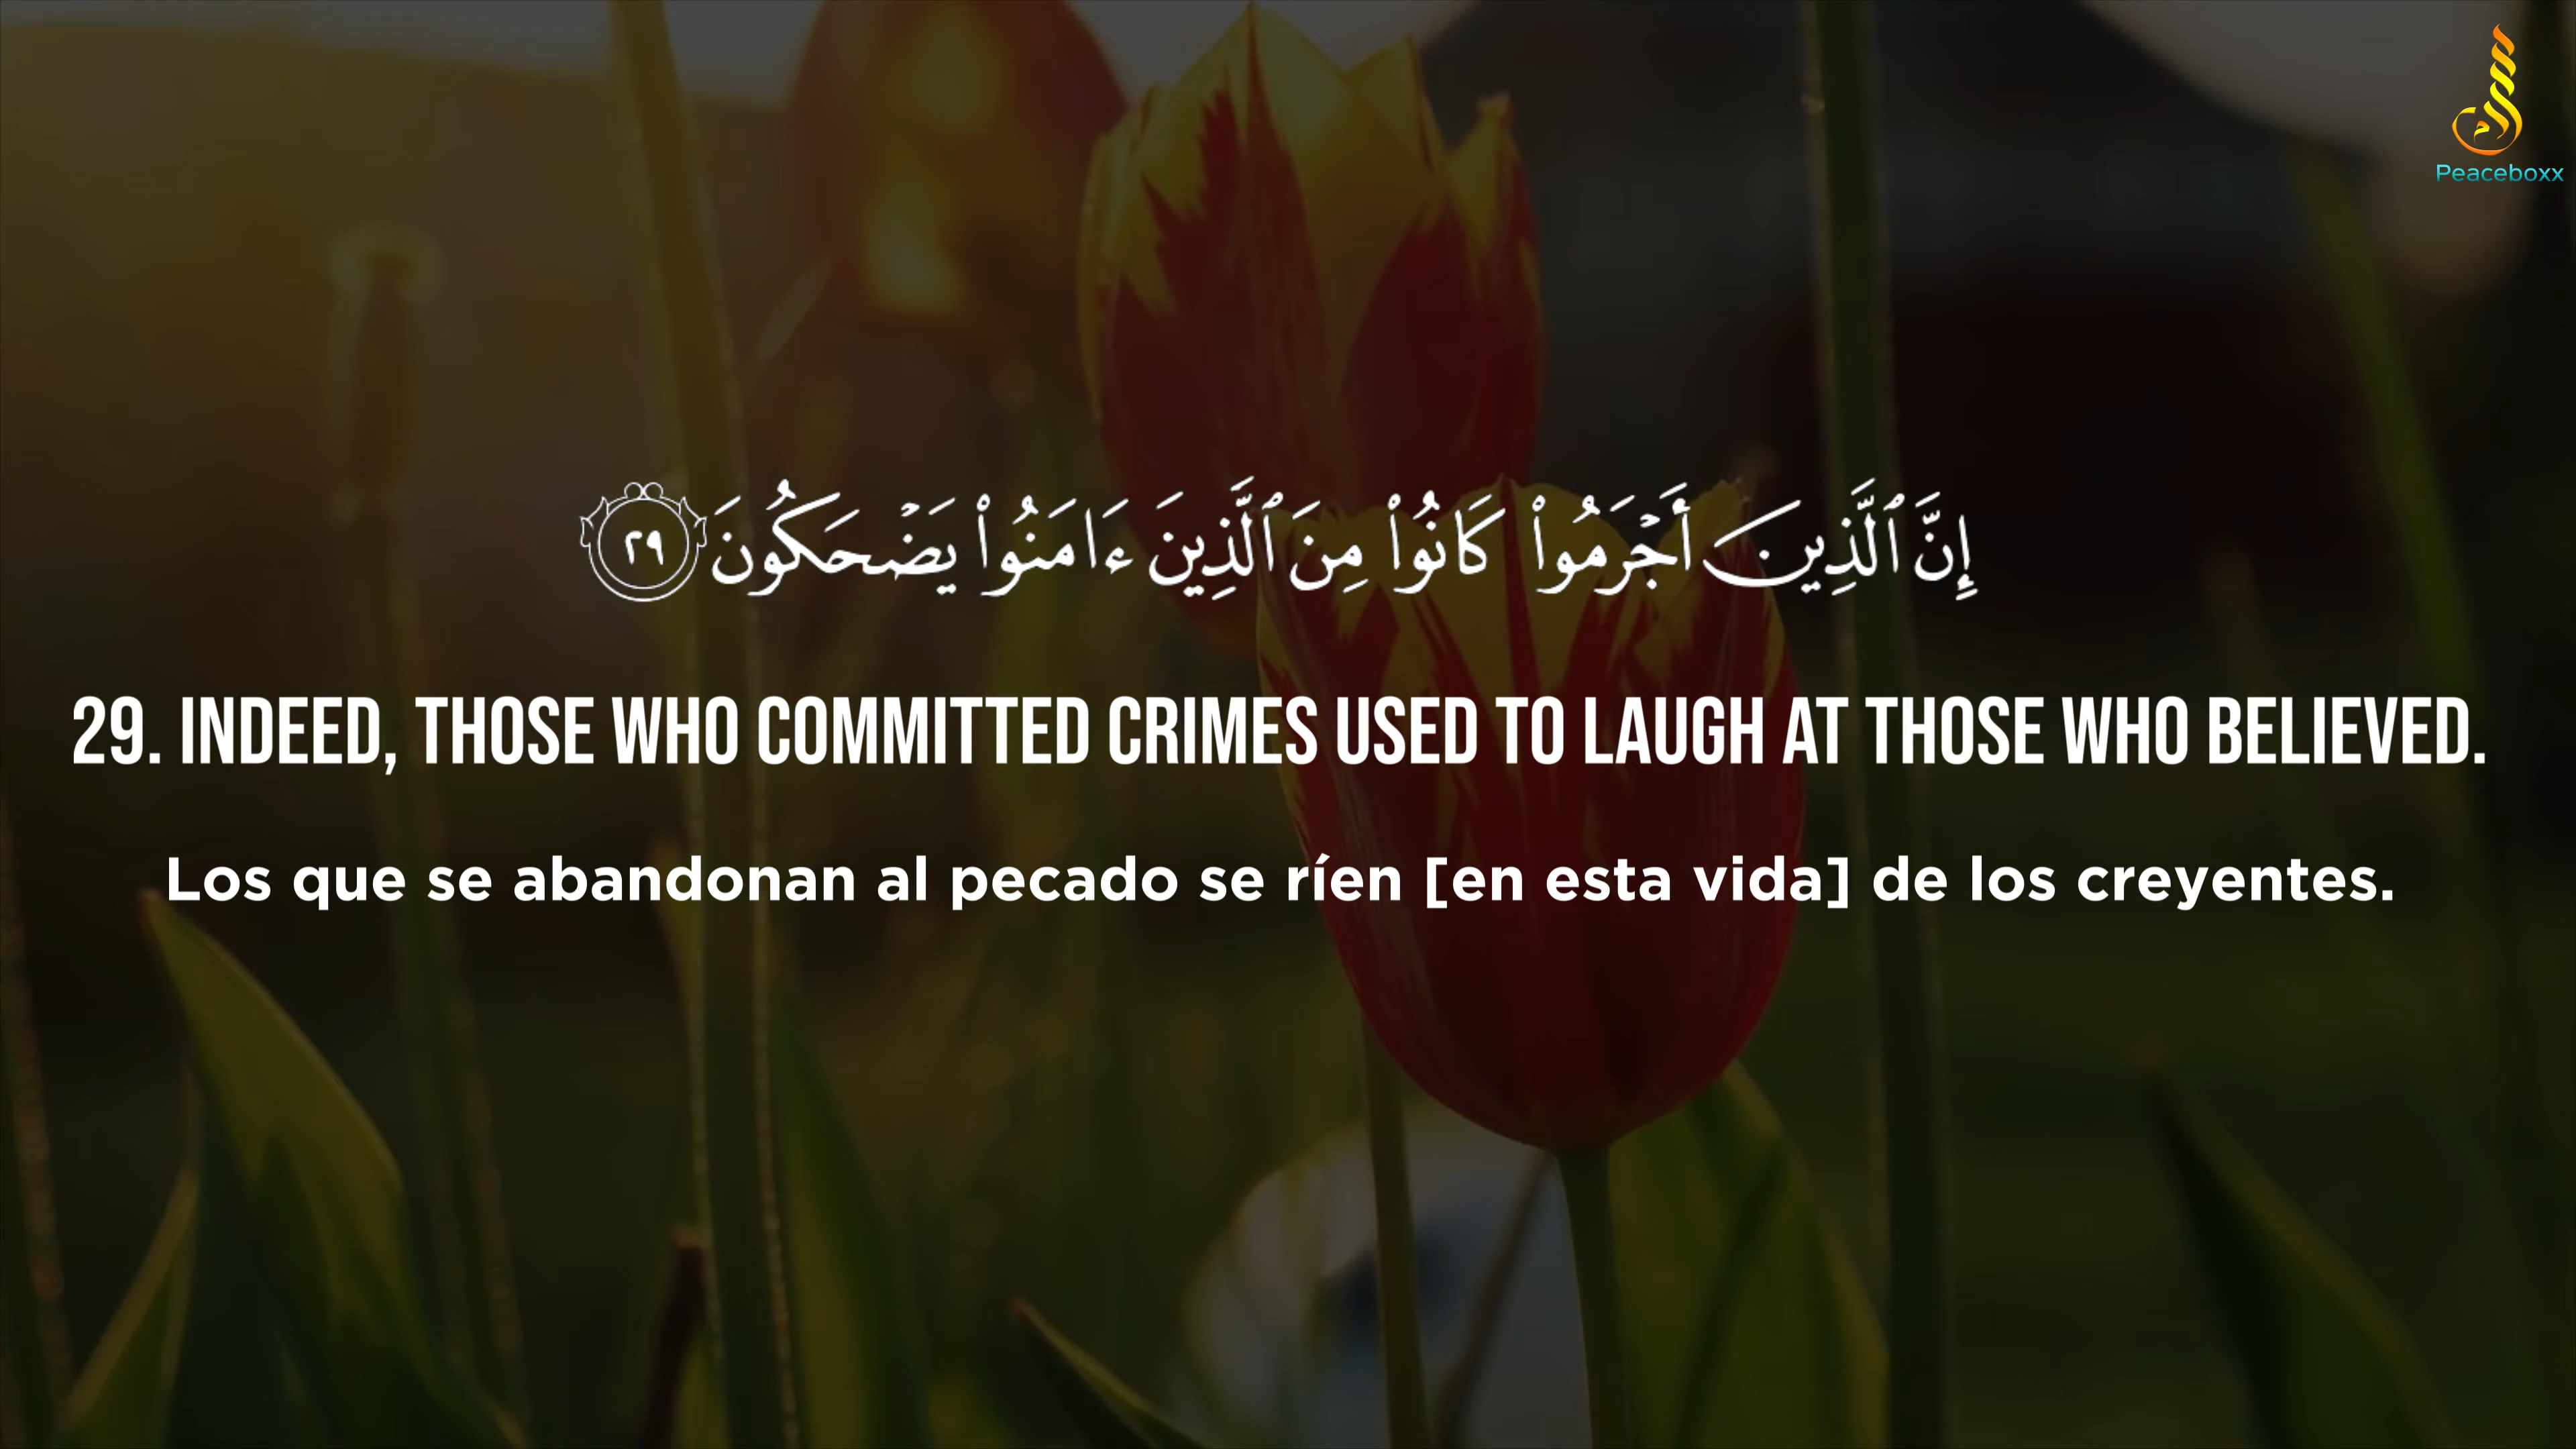 Peaceboxx
إِنَّ ٱلَّذِينَ أَجْرَمُوا۟ كَانُوا۟ مِنَ ٱلَّذِينَ ءَامَنُوا۟ يَضْحَكُونَ ٢٩
29. INDEED, THOSE WHO COMMITTED CRIMES USED TO LAUGH AT THOSE WHO BELIEVED.
Los que se abandonan al pecado se ríen [en esta vida] de los creyentes.